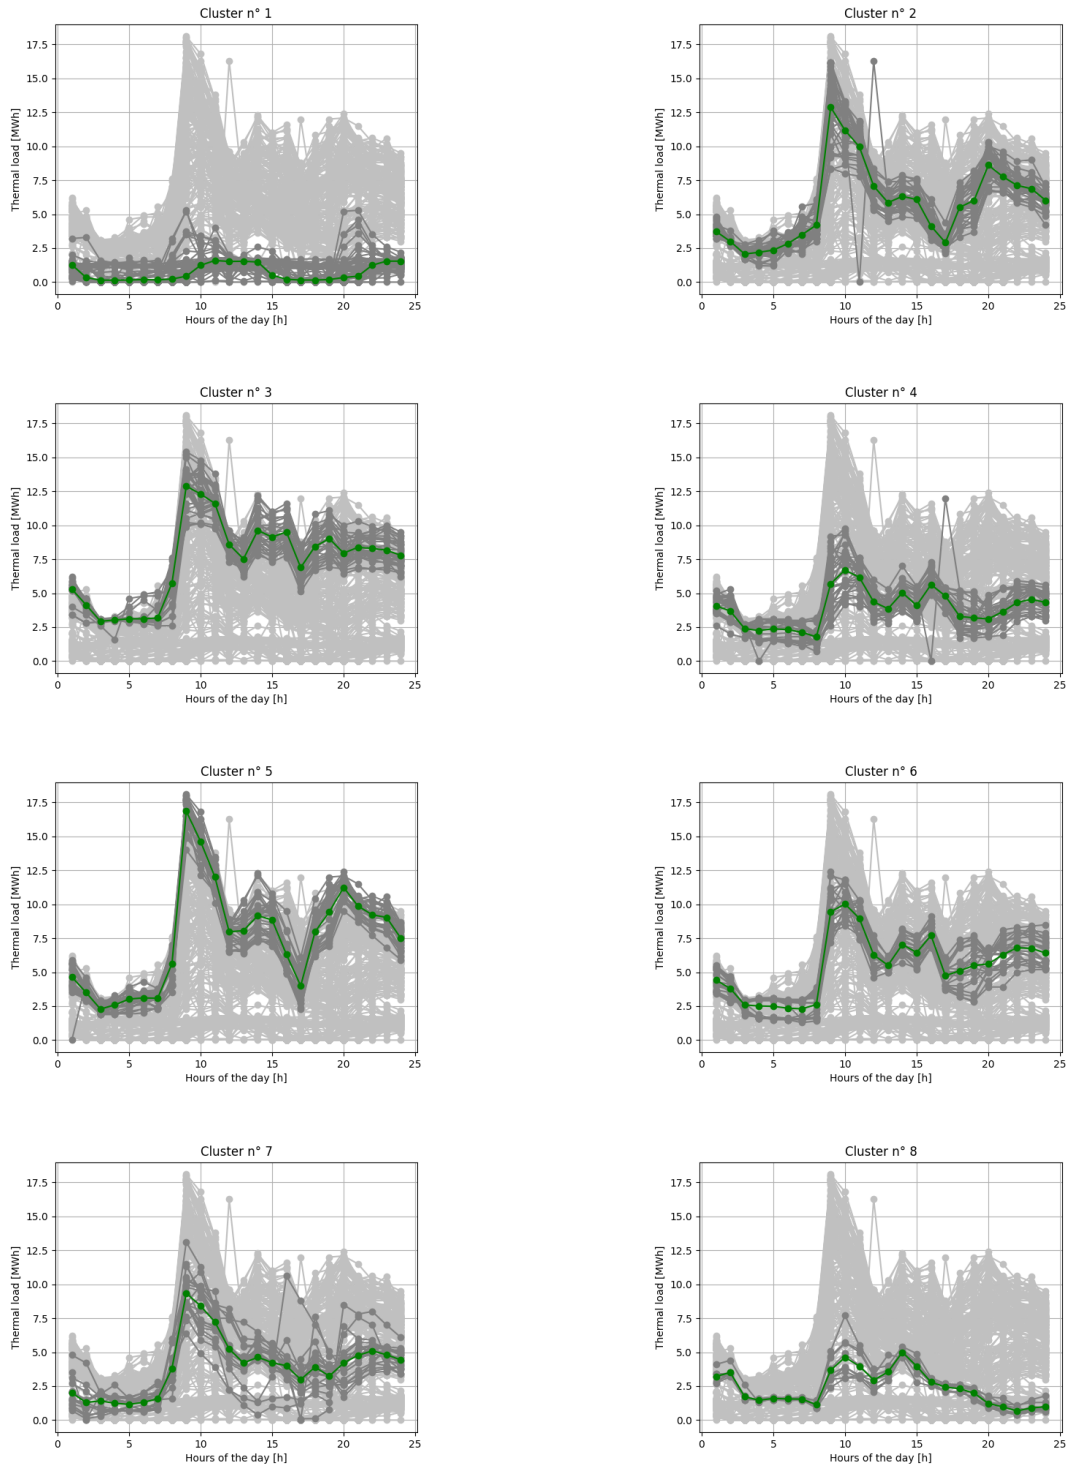 Cluster n° 1
Thermal load [MWh]
17.5
15.0
12.5
10.0
7.5
5.0
2.5
0.0
0 5 10 15 20 25
Hours of the day [h]
Cluster n° 2
Thermal load [MWh]
17.5
15.0
12.5
10.0
7.5
5.0
2.5
0.0
0 5 10 15 20 25
Hours of the day [h]
Cluster n° 3
Thermal load [MWh]
17.5
15.0
12.5
10.0
7.5
5.0
2.5
0.0
0 5 10 15 20 25
Hours of the day [h]
Cluster n° 4
Thermal load [MWh]
17.5
15.0
12.5
10.0
7.5
5.0
2.5
0.0
0 5 10 15 20 25
Hours of the day [h]
Cluster n° 5
Thermal load [MWh]
17.5
15.0
12.5
10.0
7.5
5.0
2.5
0.0
0 5 10 15 20 25
Hours of the day [h]
Cluster n° 6
Thermal load [MWh]
17.5
15.0
12.5
10.0
7.5
5.0
2.5
0.0
0 5 10 15 20 25
Hours of the day [h]
Cluster n° 7
Thermal load [MWh]
17.5
15.0
12.5
10.0
7.5
5.0
2.5
0.0
0 5 10 15 20 25
Hours of the day [h]
Cluster n° 8
Thermal load [MWh]
17.5
15.0
12.5
10.0
7.5
5.0
2.5
0.0
0 5 10 15 20 25
Hours of the day [h]